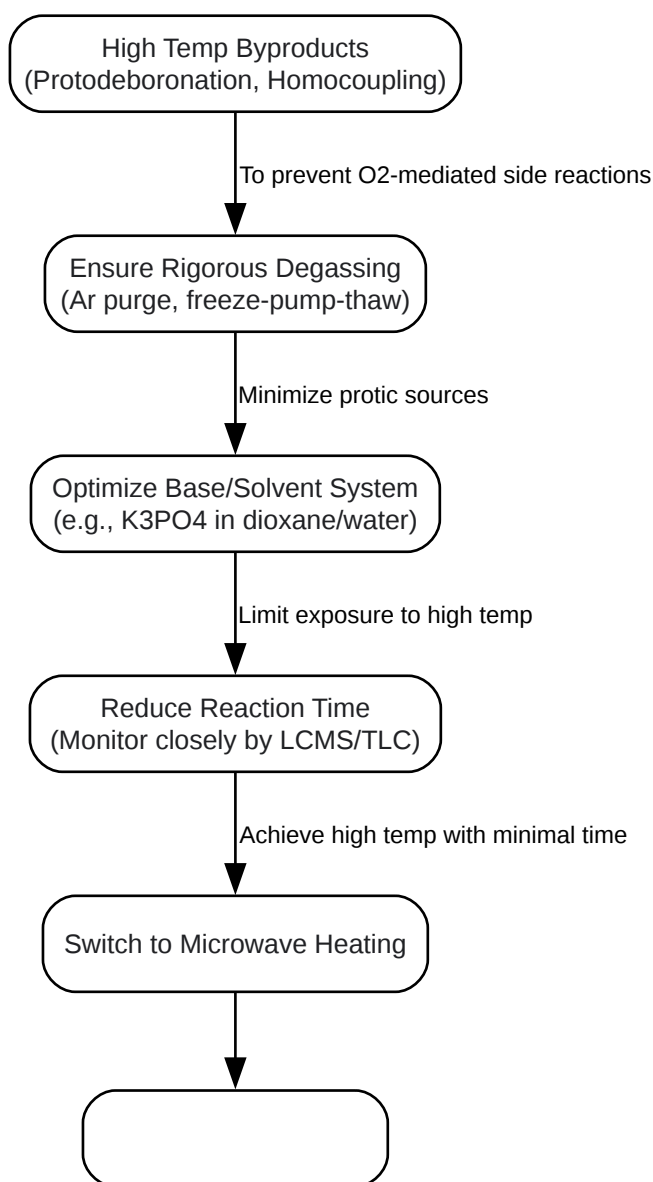 High Temp Byproducts
(Protodeboronation, Homocoupling)
To prevent O2-mediated side reactions
Ensure Rigorous Degassing
(Ar purge, freeze-pump-thaw)
Minimize protic sources
Optimize Base/Solvent System
(e.g., K3PO4 in dioxane/water)
Limit exposure to high temp
Reduce Reaction Time
(Monitor closely by LCMS/TLC)
Achieve high temp with minimal time
Switch to Microwave Heating